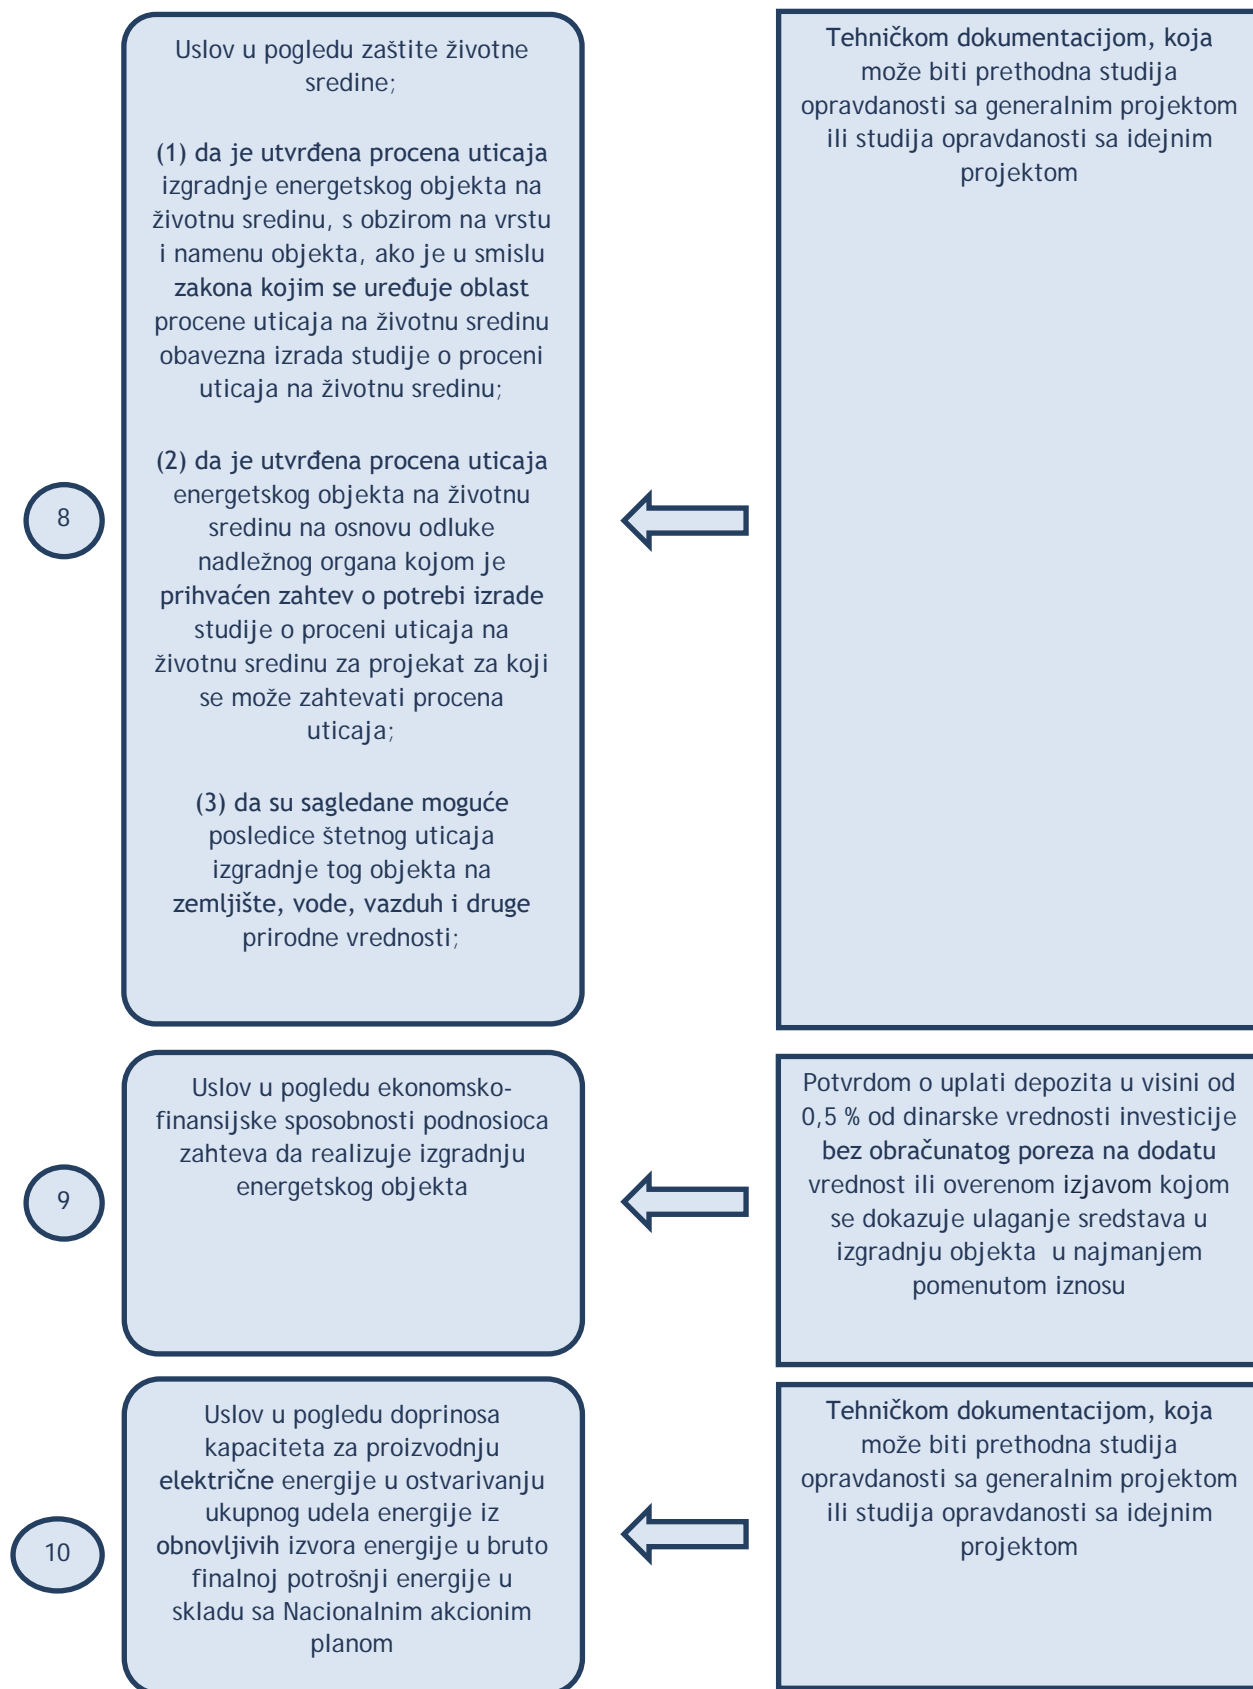 8
Uslov u pogledu zaštite životne
sredine;
(1) da je utvrđena procena uticaja
izgradnje energetskog objekta na
životnu sredinu, s obzirom na vrstu
i namenu objekta, ako je u smislu
zakona kojim se uređuje oblast
procene uticaja na životnu sredinu
obavezna izrada studije o proceni
uticaja na životnu sredinu;
(2) da je utvrđena procena uticaja
energetskog objekta na životnu
sredinu na osnovu odluke
nadležnog organa kojom je
prihvaćen zahtev o potrebi izrade
studije o proceni uticaja na
životnu sredinu za projekat za koji
se može zahtevati procena
uticaja;
(3) da su sagledane moguće
posledice štetnog uticaja
izgradnje tog objekta na
zemljište, vode, vazduh i druge
prirodne vrednosti;
Tehničkom dokumentacijom, koja
može biti prethodna studija
opravdanosti sa generalnim projektom
ili studija opravdanosti sa idejnim
projektom
9
Uslov u pogledu ekonomsko-
finansijske sposobnosti podnosioca
zahteva da realizuje izgradnju
energetskog objekta
Potvrdom o uplati depozita u visini od
0,5 % od dinarske vrednosti investicije
bez obračunatog poreza na dodatu
vrednost ili overenom izjavom kojom
se dokazuje ulaganje sredstava u
izgradnju objekta u najmanjem
pomenutom iznosu
10
Uslov u pogledu doprinosa
kapaciteta za proizvodnju
električne energije u ostvarivanju
ukupnog udela energije iz
obnovljivih izvora energije u bruto
finalnoj potrošnji energije u
skladu sa Nacionalnim akcionim
planom
Tehničkom dokumentacijom, koja
može biti prethodna studija
opravdanosti sa generalnim projektom
ili studija opravdanosti sa idejnim
projektom